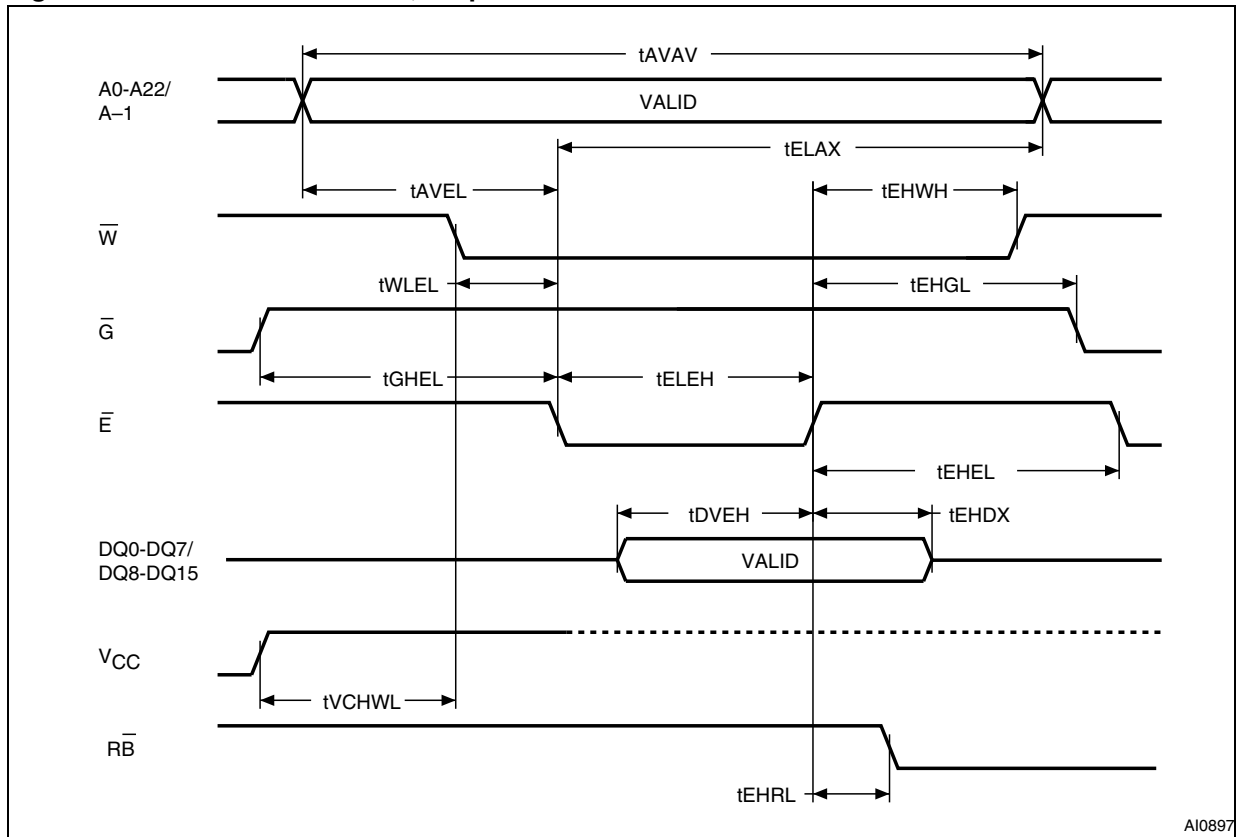 tAVAV
A0-A22/
A–1
VALID
tELAX
tAVEL
tEHWH
W̅
tWLEL
tEHGL
G̅
tGHEL
tELEH
E̅
tEHEL
tDVEH
tEHDX
DQ0-DQ7/
DQ8-DQ15
VALID
VCC
tVCHWL
RB̅
tEHRL
AI0897